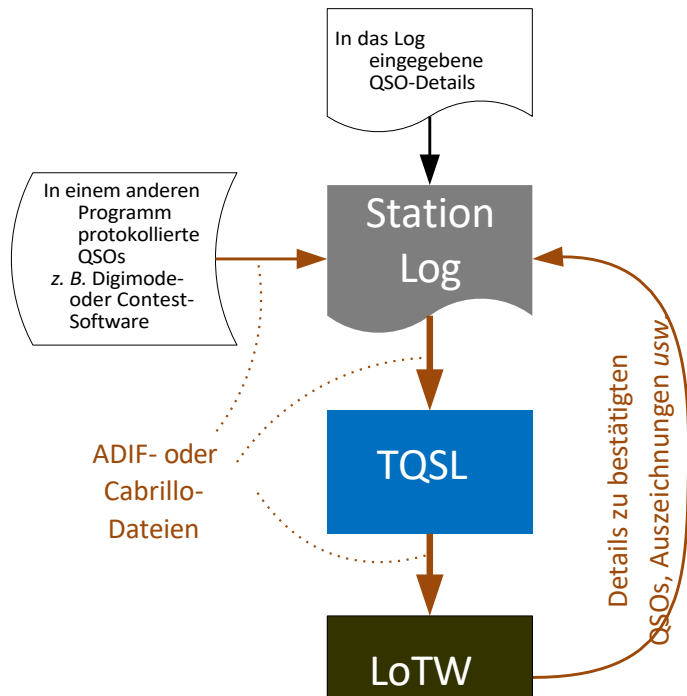 In das Log
eingegebene
QSO-Details
In einem anderen
Programm
protokollierte
QSOs
z. B. Digimode-
oder Contest-
Software
Station
Log
ADIF- oder
Cabrillo-
Dateien
TQSL
Details zu bestätigten
QSOs, Auszeichnungen usw.
LoTW